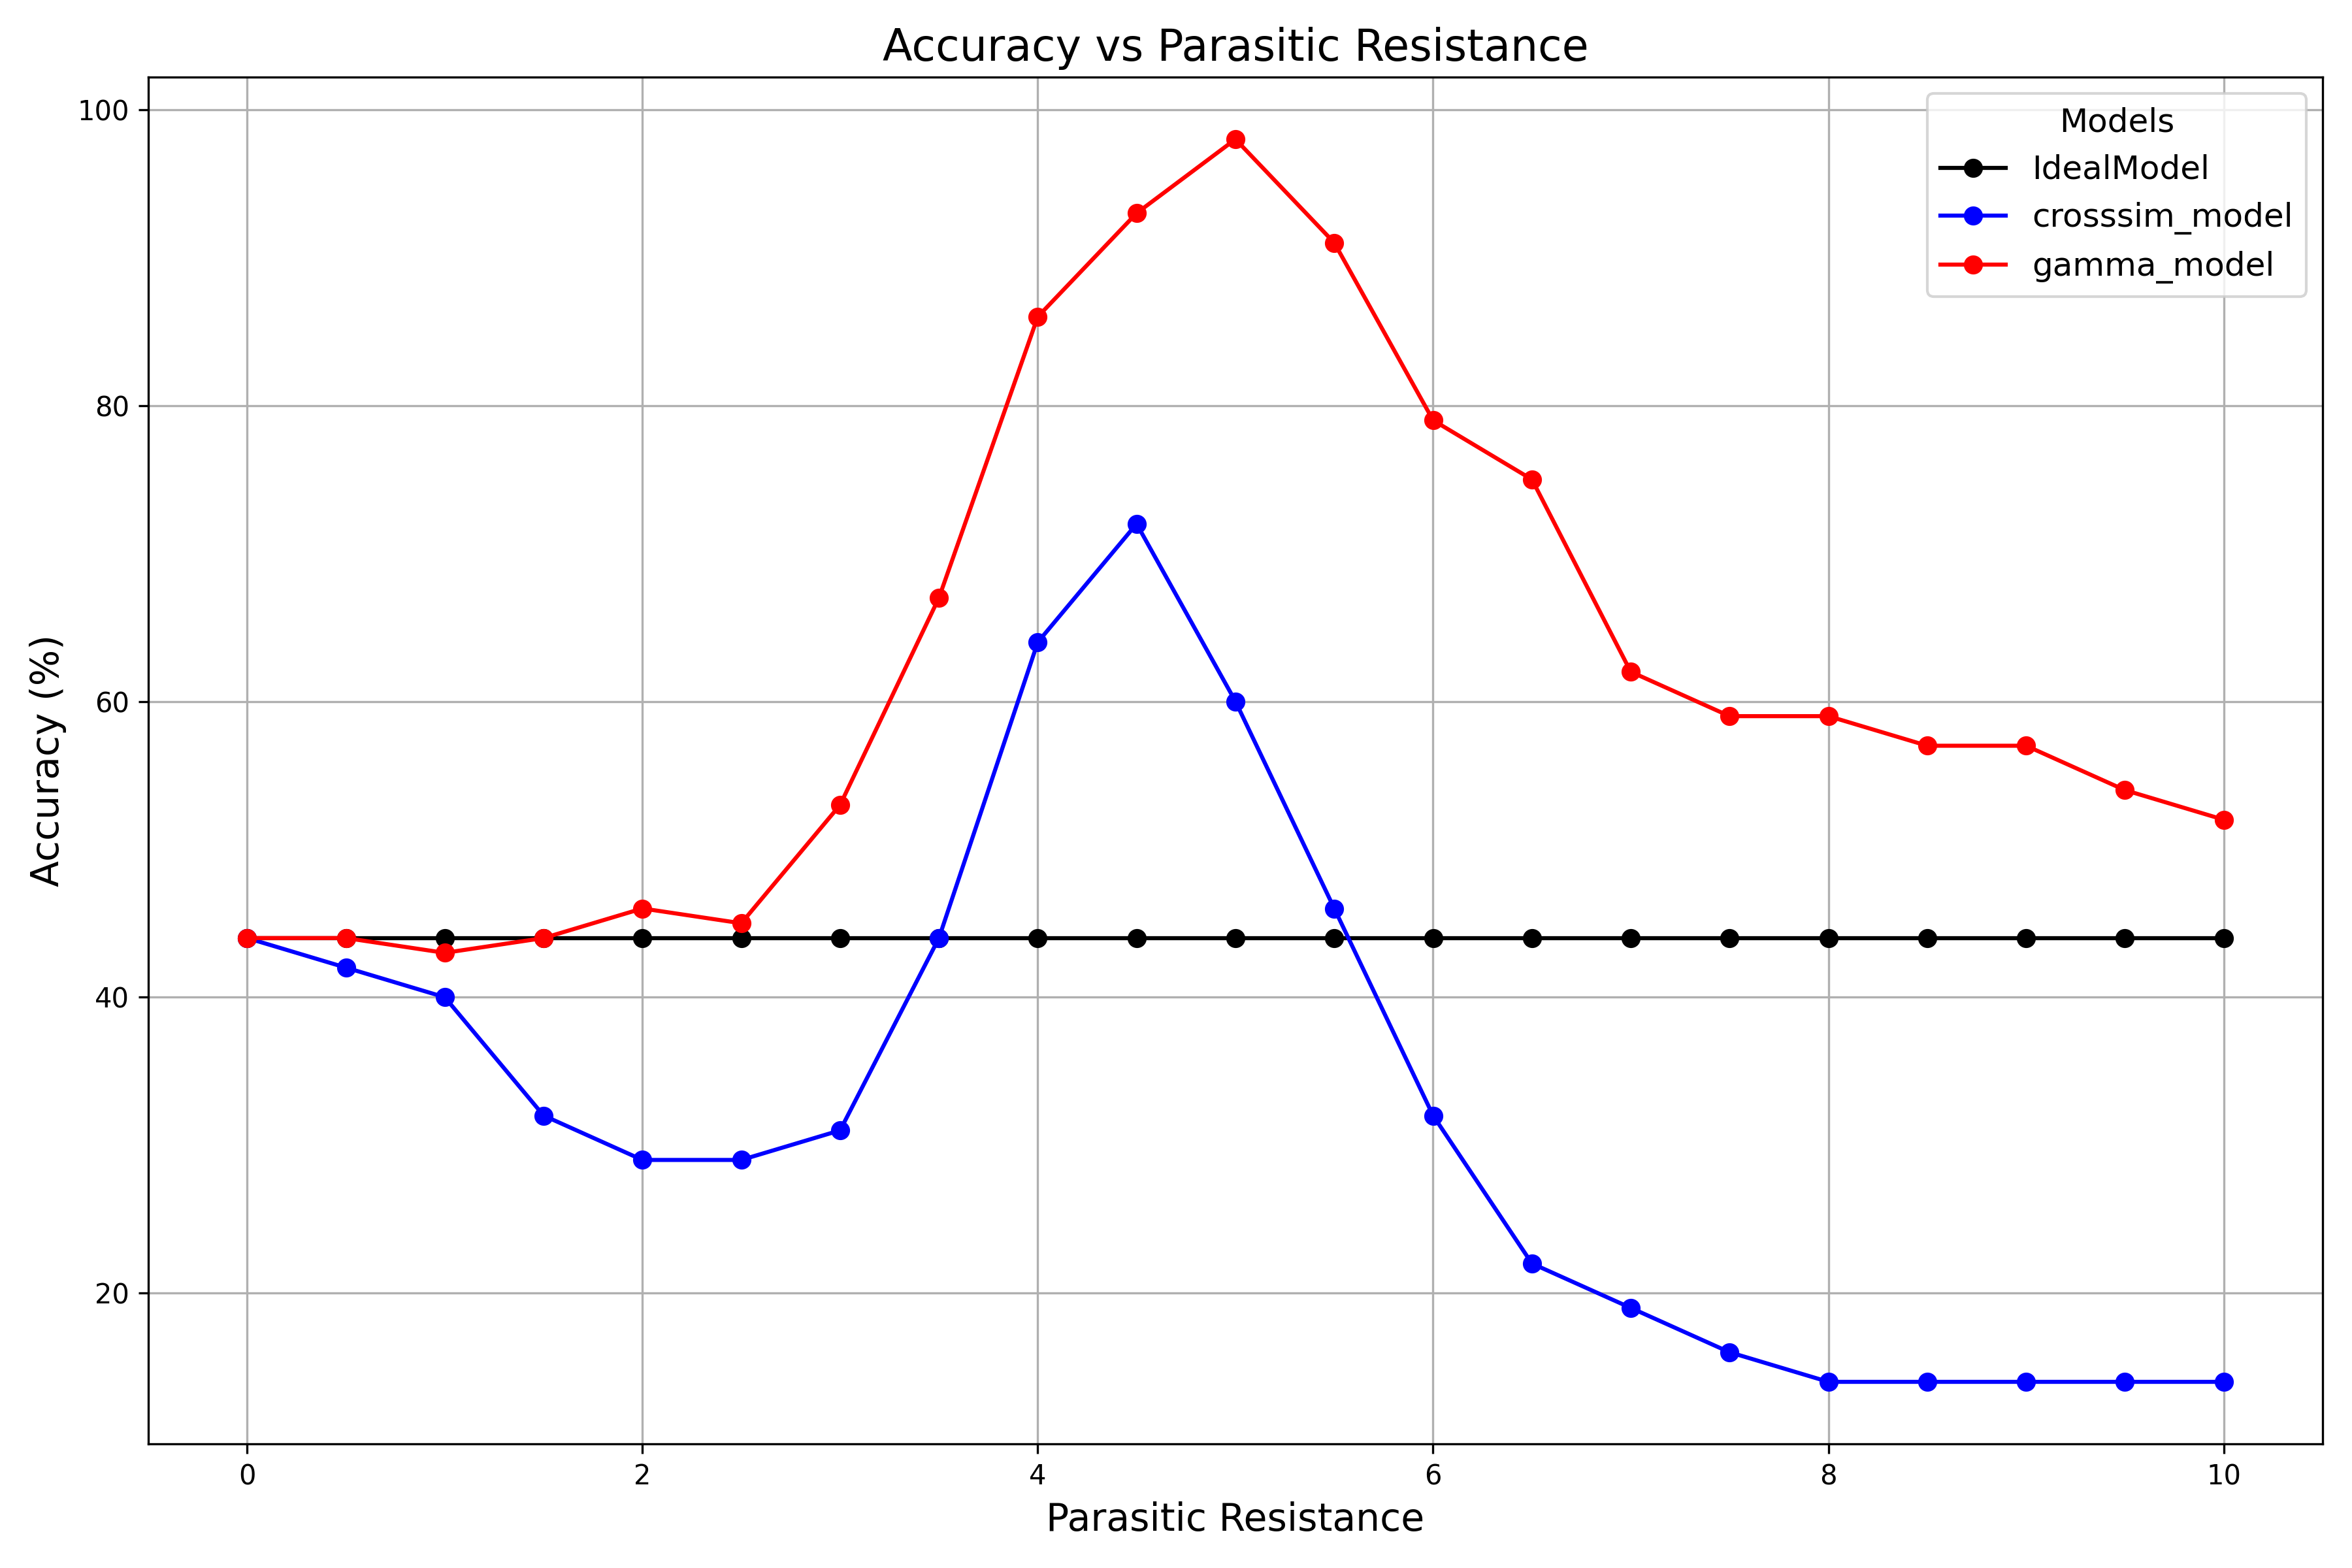 Accuracy vs Parasitic Resistance
Models
IdealModel
crosssim_model
gamma_model
Accuracy (%)
100
80
60
40
20
0 2 4 6 8 10
Parasitic Resistance